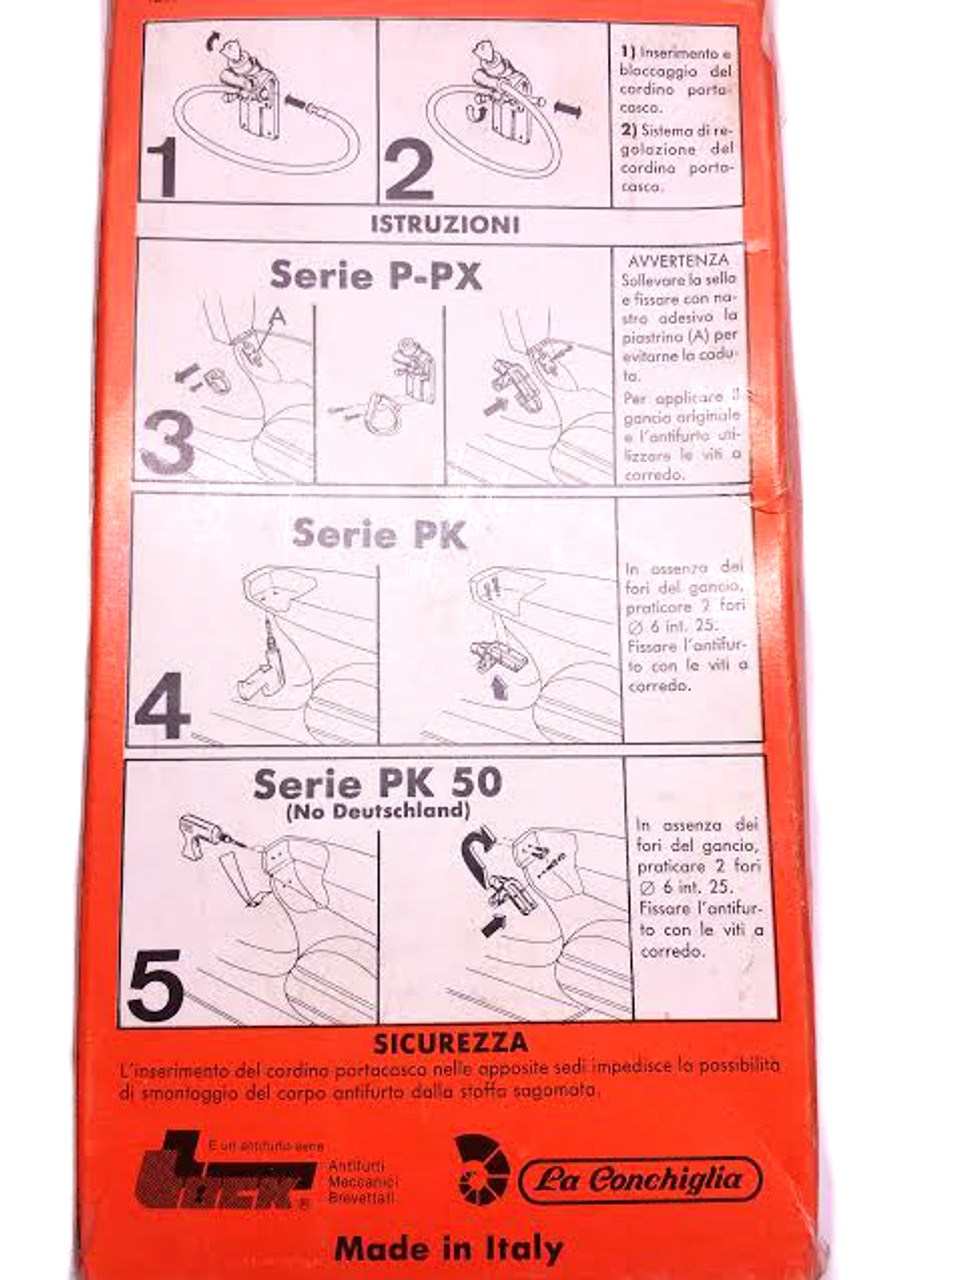 1) Inserimento e
bloccaggio del
cordino porta-
casco.
2) Sistema di re-
golazione del
cordino porta-
casco.
1
2
ISTRUZIONI
Serie P-PX
A
3
AVVERTENZA
Sollevare la sella
e fissare con na-
stro adesivo la
piastrina (A) per
evitarne la cadu-
ta.
Per applicare il
gancio originale
e l'antifurto uti-
lizzare le viti a
corredo.
Serie PK
4
In assenza dei
fori del gancio,
praticare 2 fori
Ø 6 int. 25.
Fissare l'antifur-
to con le viti a
corredo.
Serie PK 50
(No Deutschland)
5
In assenza dei
fori del gancio,
praticare 2 fori
Ø 6 int. 25.
Fissare l'antifur-
to con le viti a
corredo.
SICUREZZA
L'inserimento del cordino portacasco nelle apposite sedi impedisce la possibilità
di smontaggio del corpo antifurto dalla staffa sagomata.
E un antifurto serie
Antifurti
Meccanici
Brevettati
®
La Conchiglia
Made in Italy